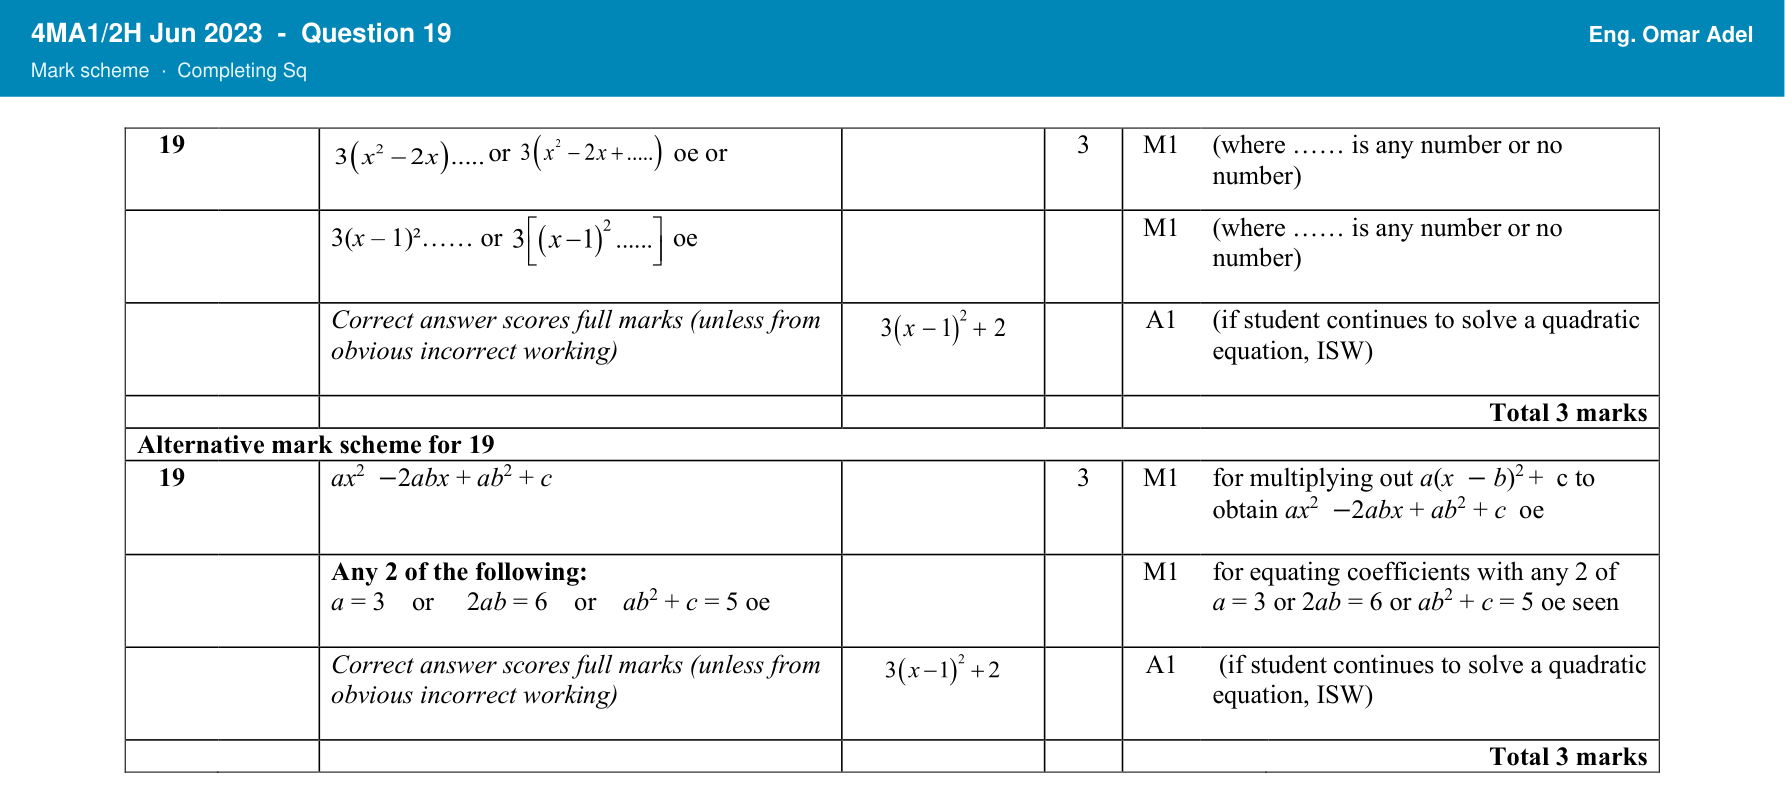 4MA1/2H Jun 2023 - Question 19
Eng. Omar Adel
Mark scheme · Completing Sq
19
3(x² – 2x)..... or 3(x² – 2x + .....) oe or
3
M1
(where …… is any number or no
number)
3(x – 1)²…… or 3[(x – 1)² ......] oe
M1
(where …… is any number or no
number)
Correct answer scores full marks (unless from
obvious incorrect working)
3(x – 1)² + 2
A1
(if student continues to solve a quadratic
equation, ISW)
Total 3 marks
Alternative mark scheme for 19
19
ax² –2abx + ab² + c
3
M1
for multiplying out a(x – b)² + c to
obtain ax² –2abx + ab² + c oe
Any 2 of the following:
a = 3 or 2ab = 6 or ab² + c = 5 oe
M1
for equating coefficients with any 2 of
a = 3 or 2ab = 6 or ab² + c = 5 oe seen
Correct answer scores full marks (unless from
obvious incorrect working)
3(x – 1)² + 2
A1
(if student continues to solve a quadratic
equation, ISW)
Total 3 marks